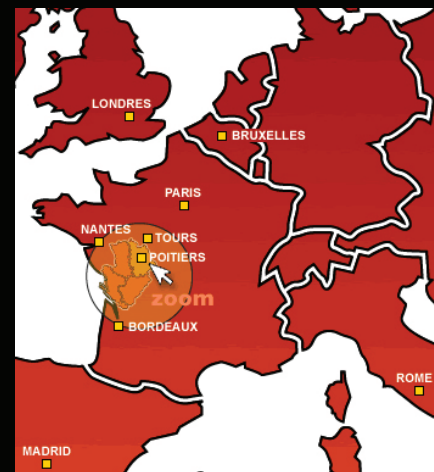 LONDRES
BRUXELLES
PARIS
NANTES
TOURS
POITIERS
zoom
BORDEAUX
ROME
MADRID